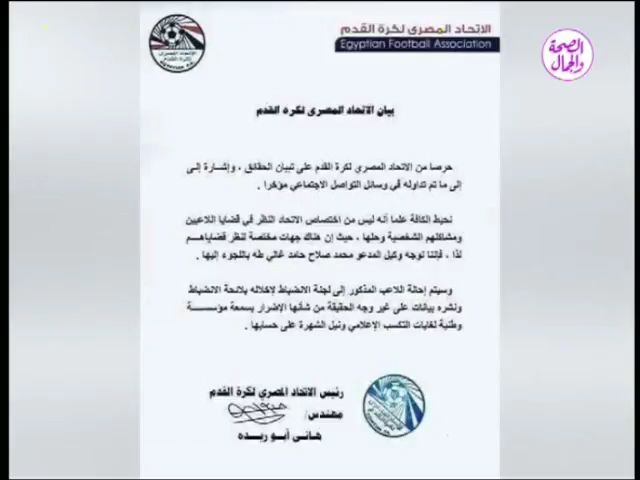 الاتحاد المصرى لكرة القدم
Egyptian Football Association
الصحة
والجمال
بيان الاتحاد المصرى لكرة القدم
حرصا من الاتحاد المصري لكرة القدم علي تبيان الحقائق ، وإشارة إلى
إلى ما تم تداوله في وسائل التواصل الاجتماعي مؤخرا .
نحيط الكافة علما أنه ليس من اختصاص الاتحاد النظر في قضايا اللاعبين
ومشاكلهم الشخصية وحلها ، حيث إن هناك جهات مختصة لنظر قضاياهم
لذا ، فإننا نوجه وكيل المدعو محمد صلاح حامد غالي طه باللجوء إليها .
وسيتم إحالة اللاعب المذكور إلى لجنة الانضباط لإخلاله بلائحة الانضباط
ونشره بيانات على غير وجه الحقيقة من شأنها الإضرار بسمعة مؤسسة
وطنية لغايات التكسب الإعلامي ونيل الشهرة على حسابها .
رئيس الاتحاد المصري لكرة القدم
مهندس/
هانى أبو ريده